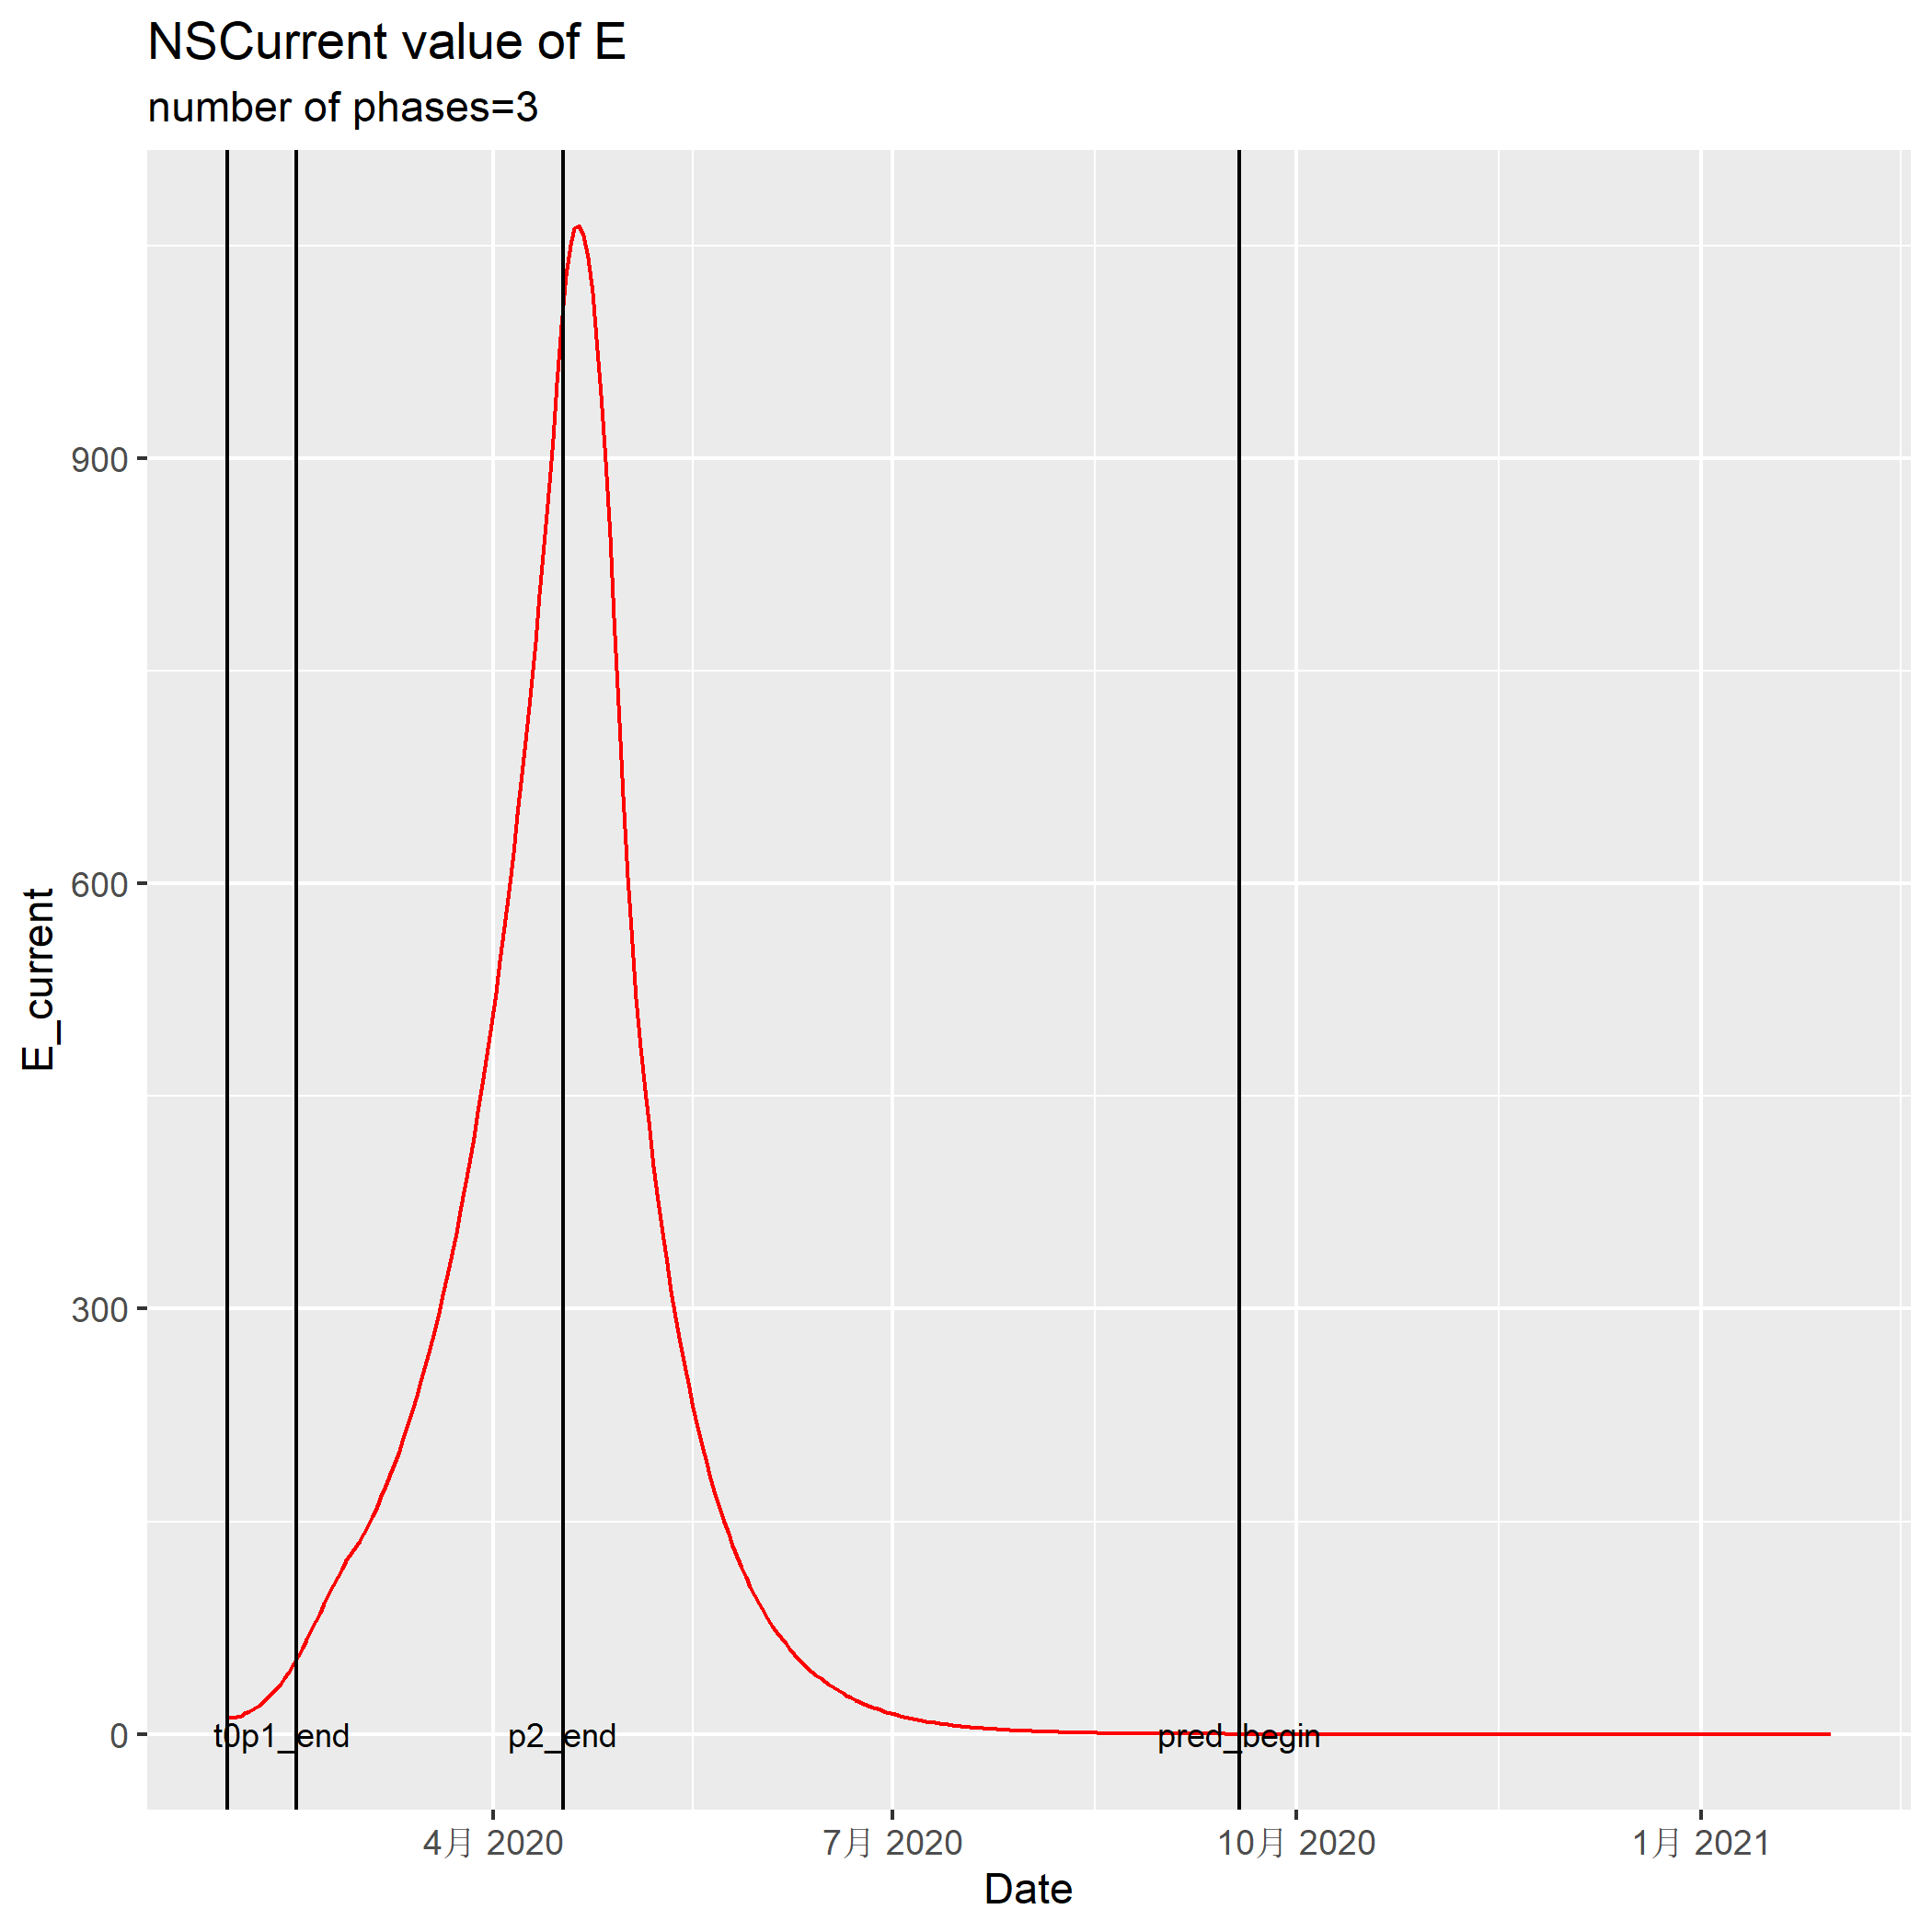 NSCurrent value of E
number of phases=3
E_current
900
600
300
0
t0p1_end
p2_end
pred_begin
4月 2020
7月 2020
10月 2020
1月 2021
Date